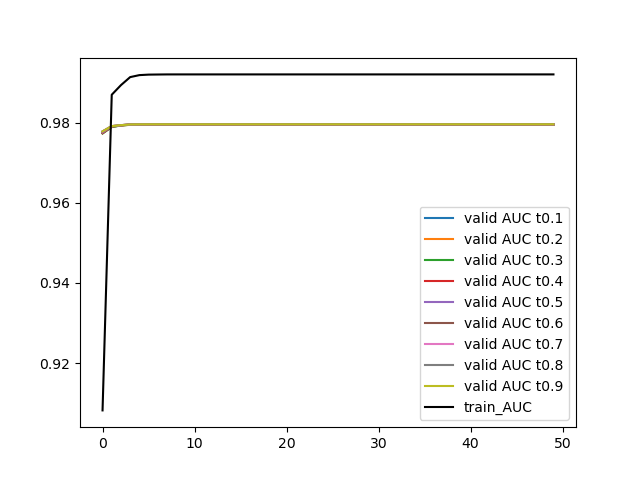 0.98
0.96
0.94
0.92
0 10 20 30 40 50
valid AUC t0.1
valid AUC t0.2
valid AUC t0.3
valid AUC t0.4
valid AUC t0.5
valid AUC t0.6
valid AUC t0.7
valid AUC t0.8
valid AUC t0.9
train_AUC